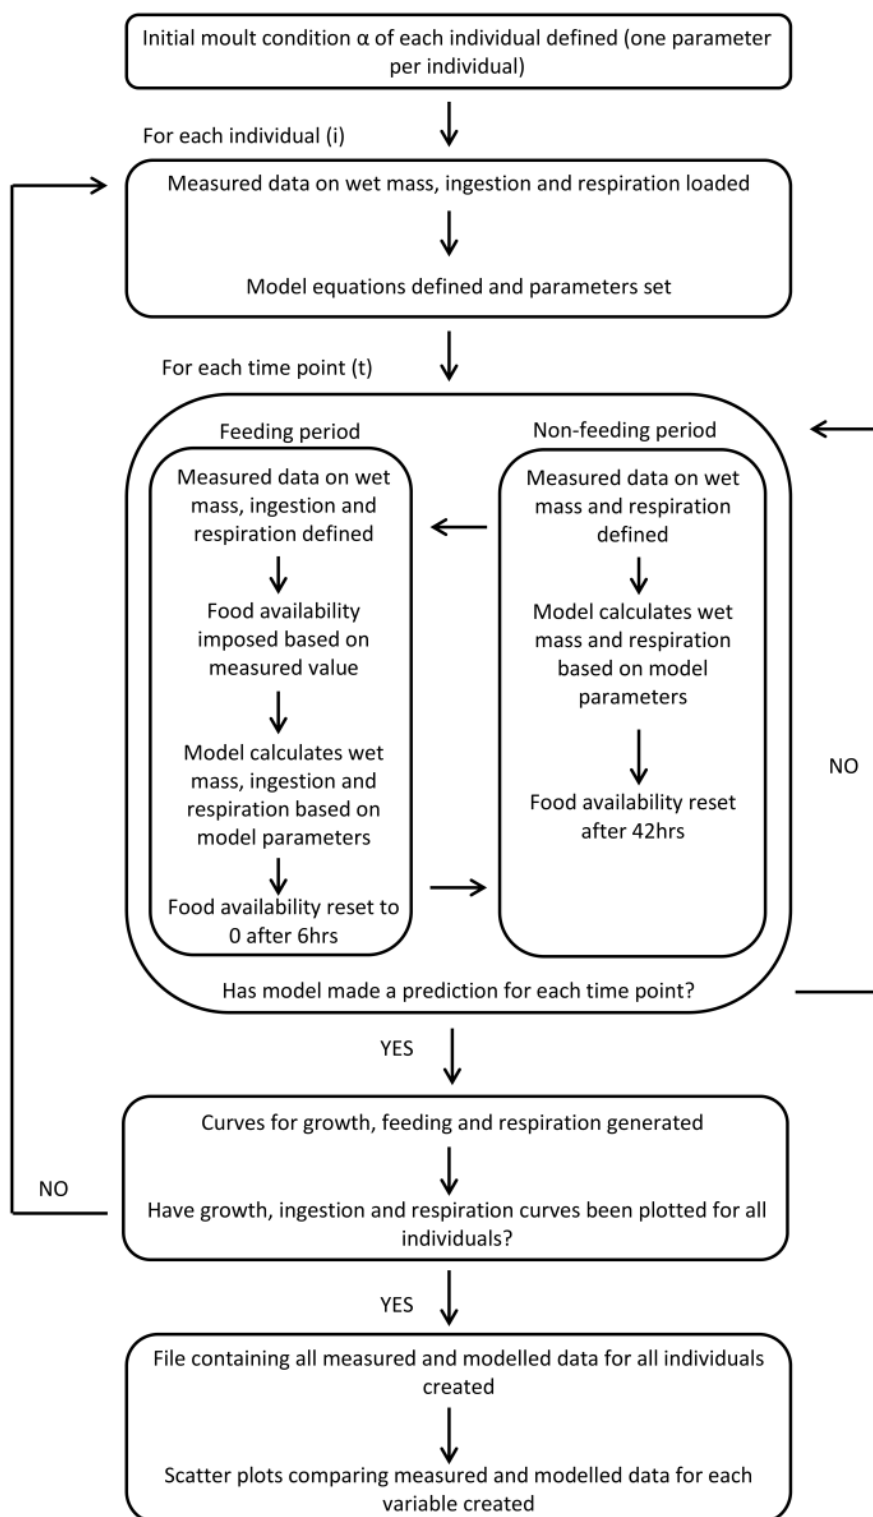 Initial moult condition α of each individual defined (one parameter
per individual)
For each individual (i)
Measured data on wet mass, ingestion and respiration loaded
Model equations defined and parameters set
For each time point (t)
Feeding period
Measured data on wet
mass, ingestion and
respiration defined
Food availability
imposed based on
measured value
Model calculates wet
mass, ingestion and
respiration based on
model parameters
Food availability reset to
0 after 6hrs
Non-feeding period
Measured data on wet
mass and respiration
defined
Model calculates wet
mass and respiration
based on model
parameters
Food availability reset
after 42hrs
NO
Has model made a prediction for each time point?
YES
Curves for growth, feeding and respiration generated
NO
Have growth, ingestion and respiration curves been plotted for all
individuals?
YES
File containing all measured and modelled data for all individuals
created
Scatter plots comparing measured and modelled data for each
variable created